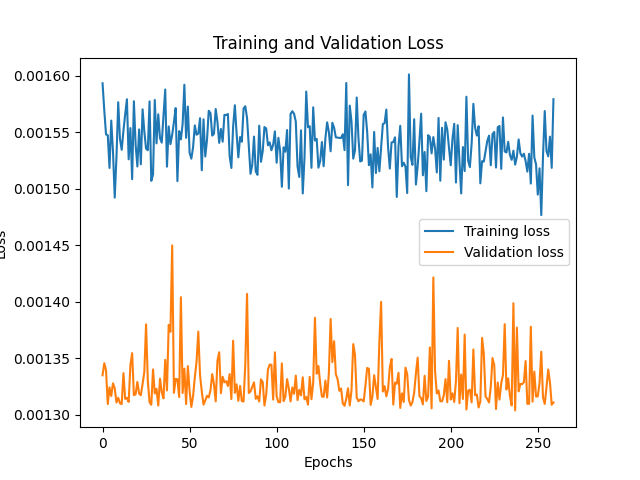 Training and Validation Loss
0.00160
0.00155
0.00150
0.00145
0.00140
0.00135
0.00130
Loss
Training loss
Validation loss
0 50 100 150 200 250
Epochs